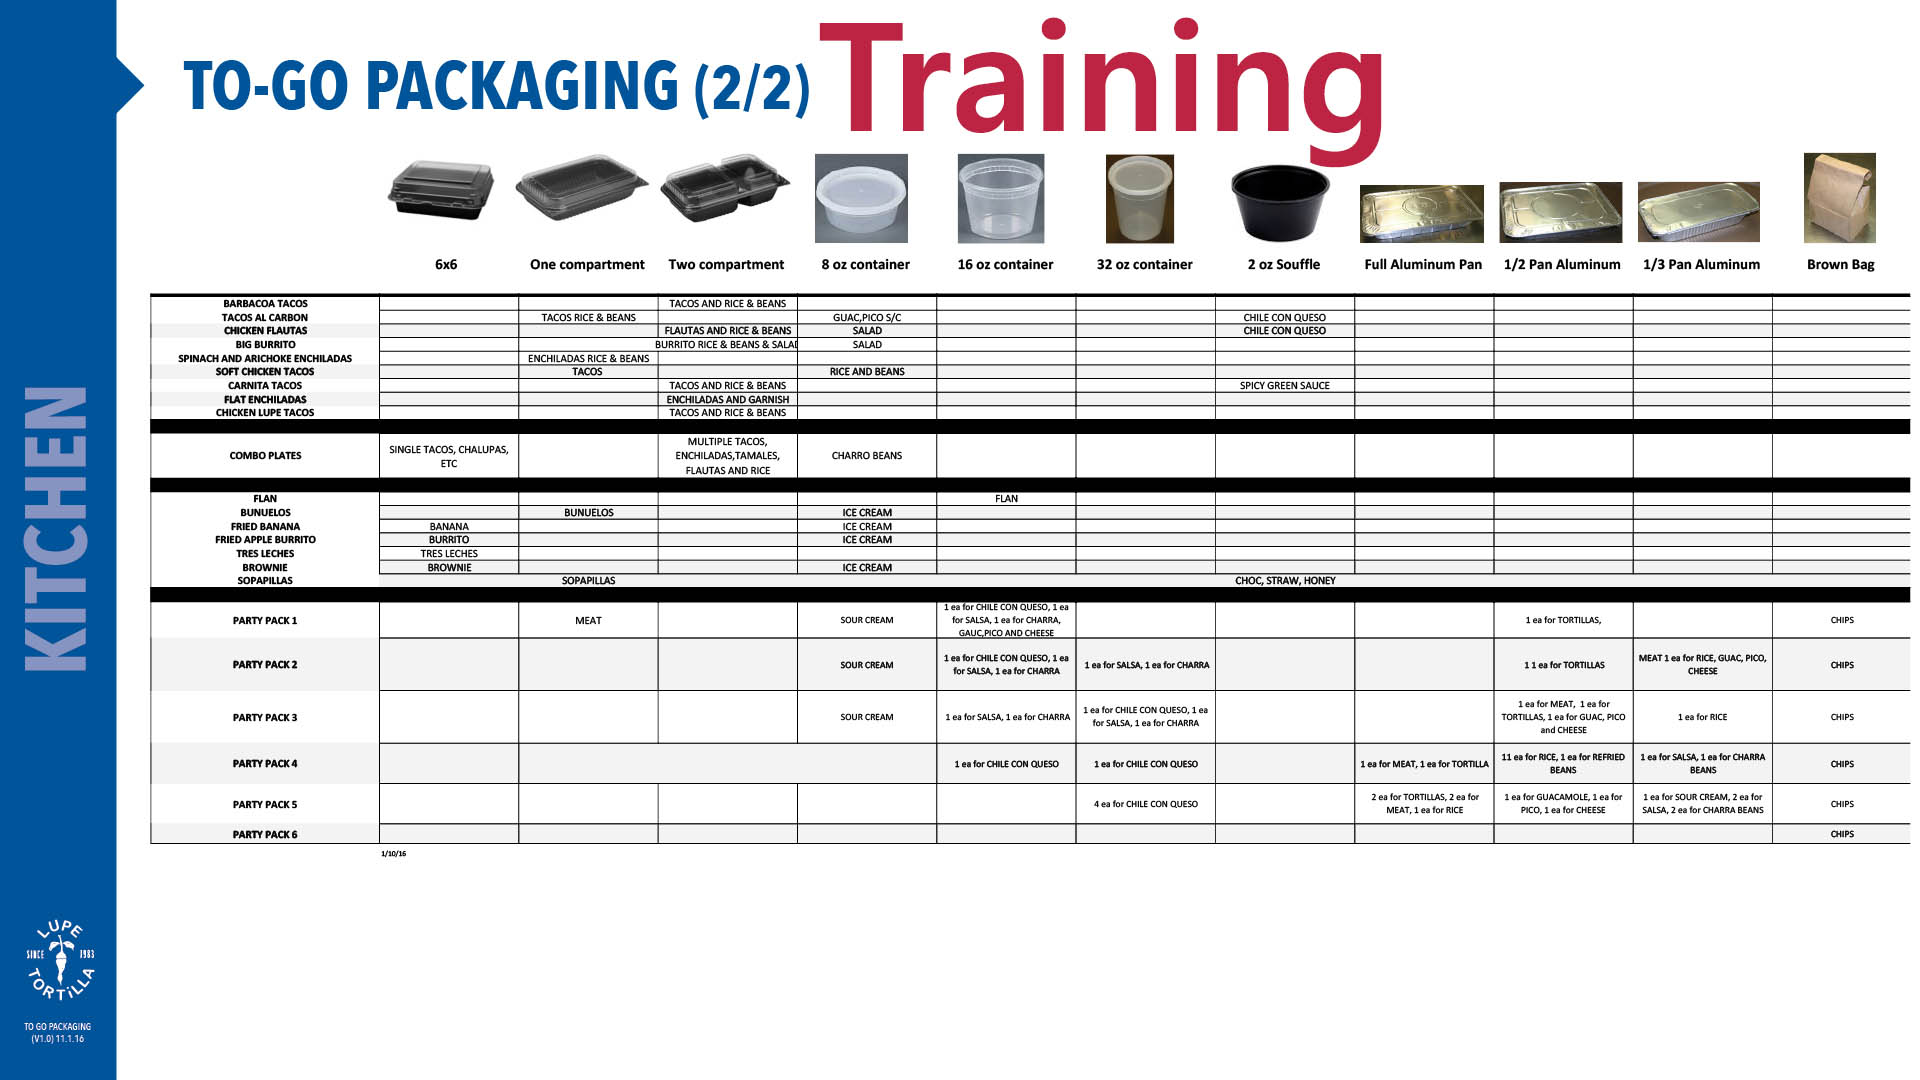 TO-GO PACKAGING (2/2) Training
6x6 One compartment Two compartment 8 oz container 16 oz container 32 oz container 2 oz Souffle Full Aluminum Pan 1/2 Pan Aluminum 1/3 Pan Aluminum Brown Bag
BARBACOA TACOS TACOS AND RICE & BEANS
TACOS AL CARBON TACOS RICE & BEANS GUAC,PICO S/C CHILE CON QUESO
CHICKEN FLAUTAS FLAUTAS AND RICE & BEANS SALAD CHILE CON QUESO
BIG BURRITO BURRITO RICE & BEANS & SALAD SALAD
SPINACH AND ARICHOKE ENCHILADAS ENCHILADAS RICE & BEANS
SOFT CHICKEN TACOS TACOS RICE AND BEANS
CARNITA TACOS TACOS AND RICE & BEANS SPICY GREEN SAUCE
FLAT ENCHILADAS ENCHILADAS AND GARNISH
CHICKEN LUPE TACOS TACOS AND RICE & BEANS
COMBO PLATES
SINGLE TACOS, CHALUPAS,
ETC
MULTIPLE TACOS,
ENCHILADAS,TAMALES,
FLAUTAS AND RICE
CHARRO BEANS
FLAN FLAN
BUNUELOS BUNUELOS ICE CREAM
FRIED BANANA BANANA ICE CREAM
FRIED APPLE BURRITO BURRITO ICE CREAM
TRES LECHES TRES LECHES
BROWNIE BROWNIE ICE CREAM
SOPAPILLAS SOPAPILLAS CHOC, STRAW, HONEY
PARTY PACK 1 MEAT SOUR CREAM
1 ea for CHILE CON QUESO, 1 ea
for SALSA, 1 ea for CHARRA,
GAUC,PICO AND CHEESE
1 ea for TORTILLAS,
CHIPS
PARTY PACK 2 SOUR CREAM
1 ea for CHILE CON QUESO, 1 ea
for SALSA, 1 ea for CHARRA
1 ea for SALSA, 1 ea for CHARRA
1 1 ea for TORTILLAS
MEAT 1 ea for RICE, GUAC, PICO,
CHEESE
CHIPS
PARTY PACK 3 SOUR CREAM
1 ea for SALSA, 1 ea for CHARRA
1 ea for CHILE CON QUESO, 1 ea
for SALSA, 1 ea for CHARRA
1 ea for MEAT, 1 ea for
TORTILLAS, 1 ea for GUAC, PICO
and CHEESE
1 ea for RICE
CHIPS
PARTY PACK 4
1 ea for CHILE CON QUESO
1 ea for CHILE CON QUESO
1 ea for MEAT, 1 ea for TORTILLA
11 ea for RICE, 1 ea for REFRIED
BEANS
1 ea for SALSA, 1 ea for CHARRA
BEANS
CHIPS
PARTY PACK 5
4 ea for CHILE CON QUESO
2 ea for TORTILLAS, 2 ea for
MEAT, 1 ea for RICE
1 ea for GUACAMOLE, 1 ea for
PICO, 1 ea for CHEESE
1 ea for SOUR CREAM, 2 ea for
SALSA, 2 ea for CHARRA BEANS
CHIPS
PARTY PACK 6 CHIPS
1/10/16
KITCHEN
LUPE
SINCE 1983
TORTiLLA
TO GO PACKAGING
(V1.0) 11.1.16